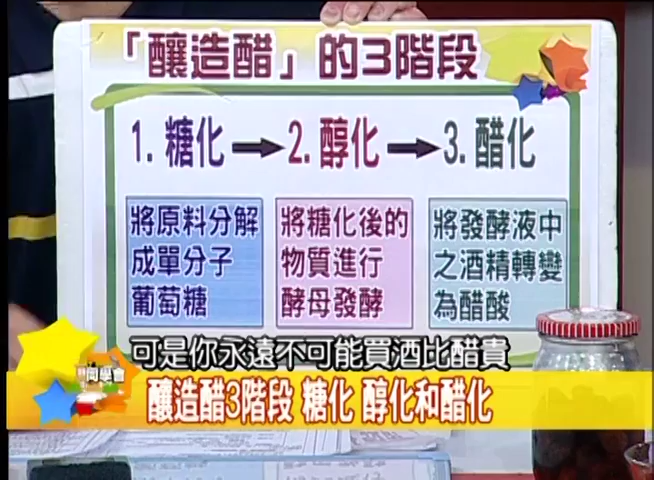 「釀造醋」的3階段
1. 糖化 → 2. 醇化 → 3. 醋化
將原料分解
成單分子
葡萄糖
將糖化後的
物質進行
酵母發酵
將發酵液中
之酒精轉變
為醋酸
可是你永遠不可能買酒比醋貴
同學會
釀造醋3階段 糖化 醇化和醋化